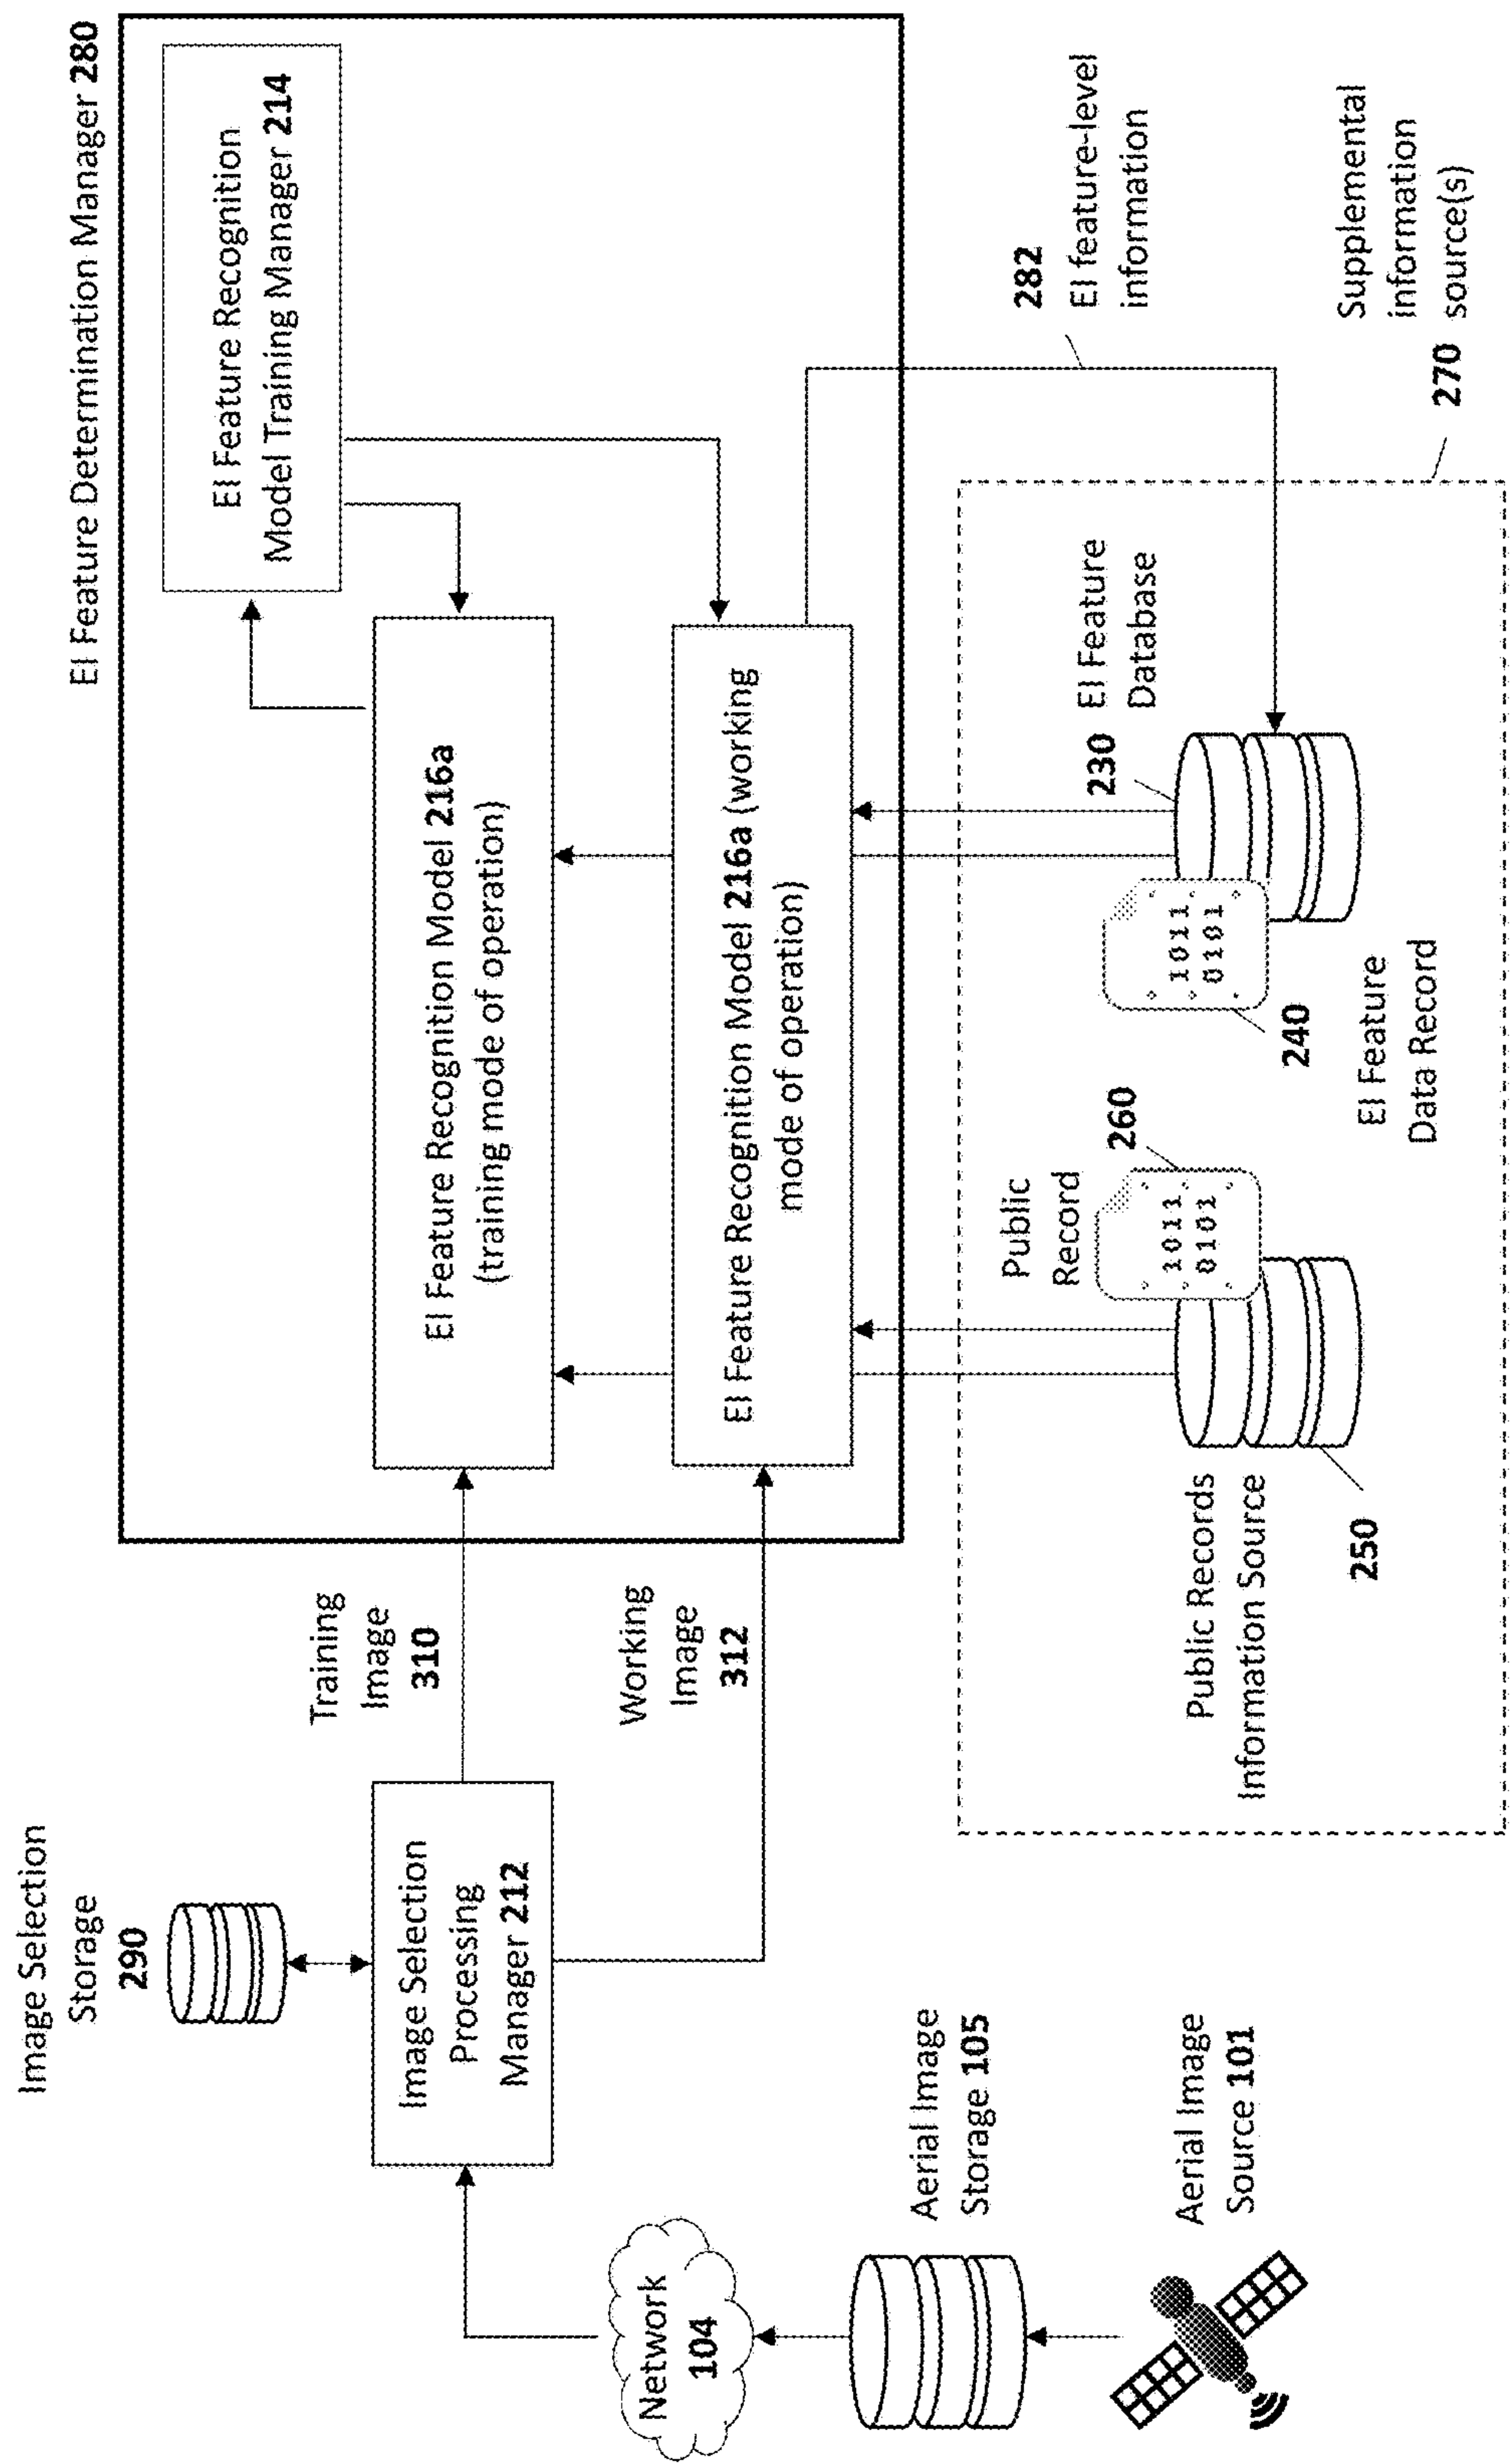 EI Feature Determination Manager 280
EI Feature Recognition
Model Training Manager 214
Image Selection
Storage
290
Training
Image
310
EI Feature Recognition Model 216a
(training mode of operation)
Image Selection
Processing
Manager 212
Working
Image
312
EI Feature Recognition Model 216a (working
mode of operation)
282
EI feature-level
information
Network
104
Aerial Image
Storage 105
Aerial Image
Source 101
Public
Record
260
1011
0101
Public Records
Information Source
250
230 EI Feature
Database
1011
0101
240
EI Feature
Data Record
Supplemental
information
270 source(s)